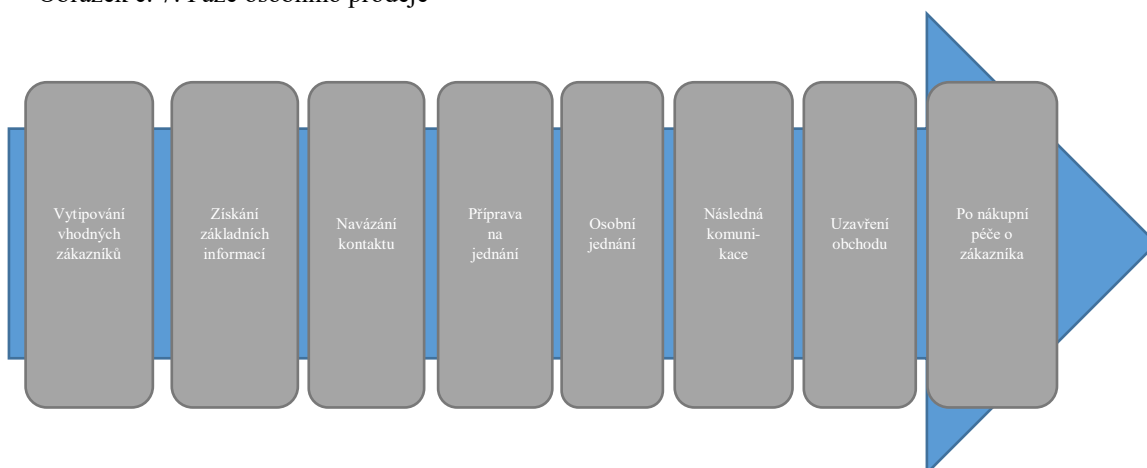 Obrázek č. 7: Fáze osobního prodeje
Vytipování
vhodných
zákazníků
Získání
základních
informací
Navázání
kontaktu
Příprava
na
jednání
Osobní
jednání
Následná
komuni-
kace
Uzavření
obchodu
Po nákupní
péče o
zákazníka